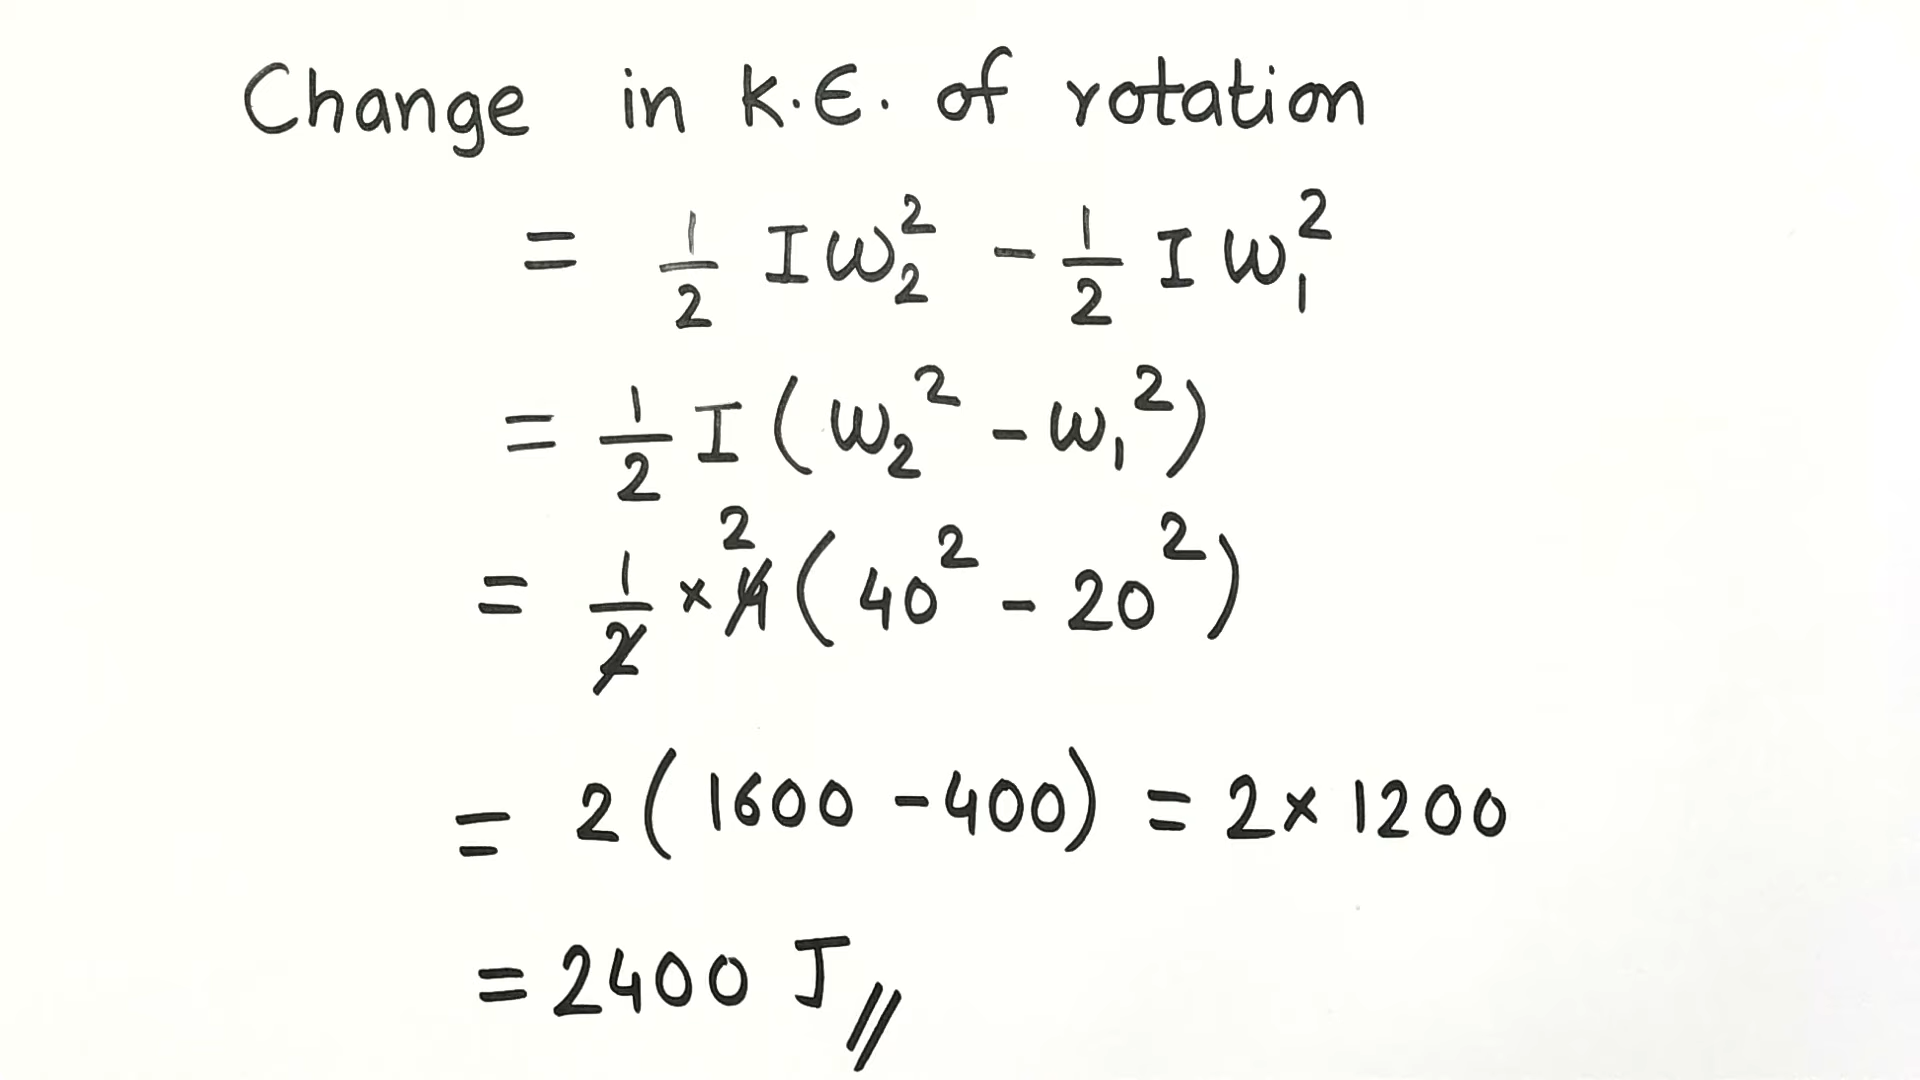 Change in K.E. of rotation
= 1/2 Iω₂² - 1/2 Iω₁²
= 1/2 I(ω₂² - ω₁²)
= 1/2 × 4 2 (40² - 20²)
= 2(1600 - 400) = 2 × 1200
= 2400 J//